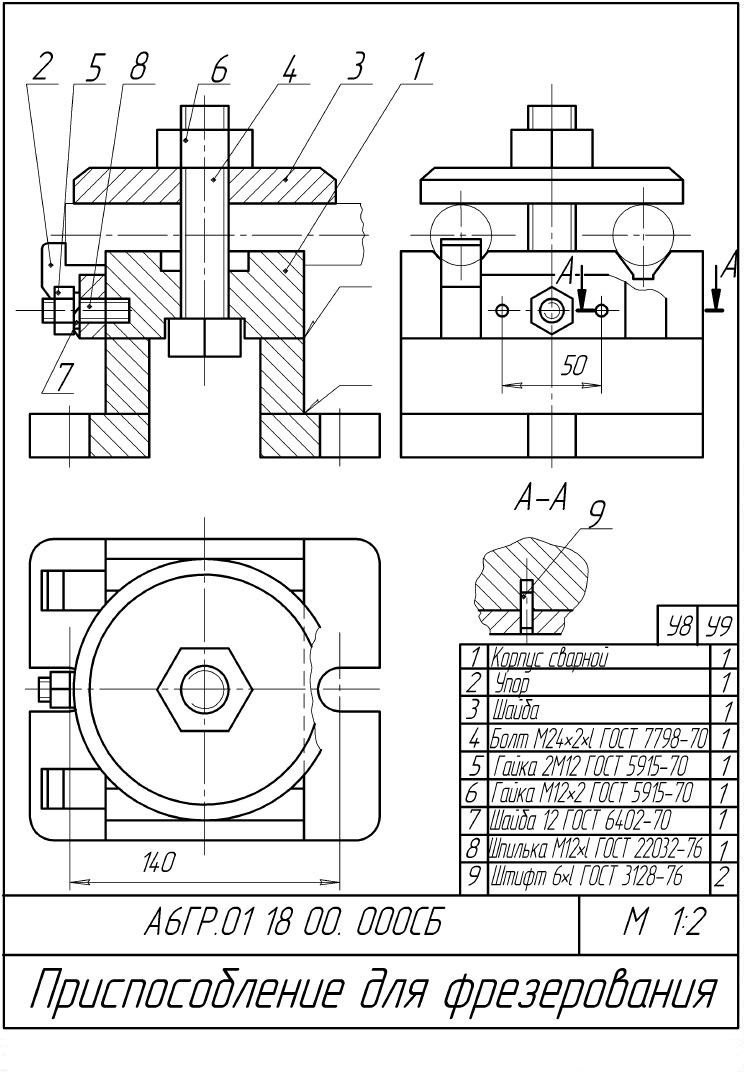 2 5 8 6 4 3 1
7
А А
50
А-А
9
140
У8 У9
1 Корпус сварной 1
2 Упор 1
3 Шайба 1
4 Болт М24×2×l ГОСТ 7798-70 1
5 Гайка 2М12 ГОСТ 5915-70 1
6 Гайка М12×2 ГОСТ 5915-70 1
7 Шайба 12 ГОСТ 6402-70 1
8 Шпилька М12×l ГОСТ 22032-76 1
9 Штифт 6×l ГОСТ 3128-76 2
А6ГР.01 18 00. 000СБ М 1:2
Приспособление для фрезерования